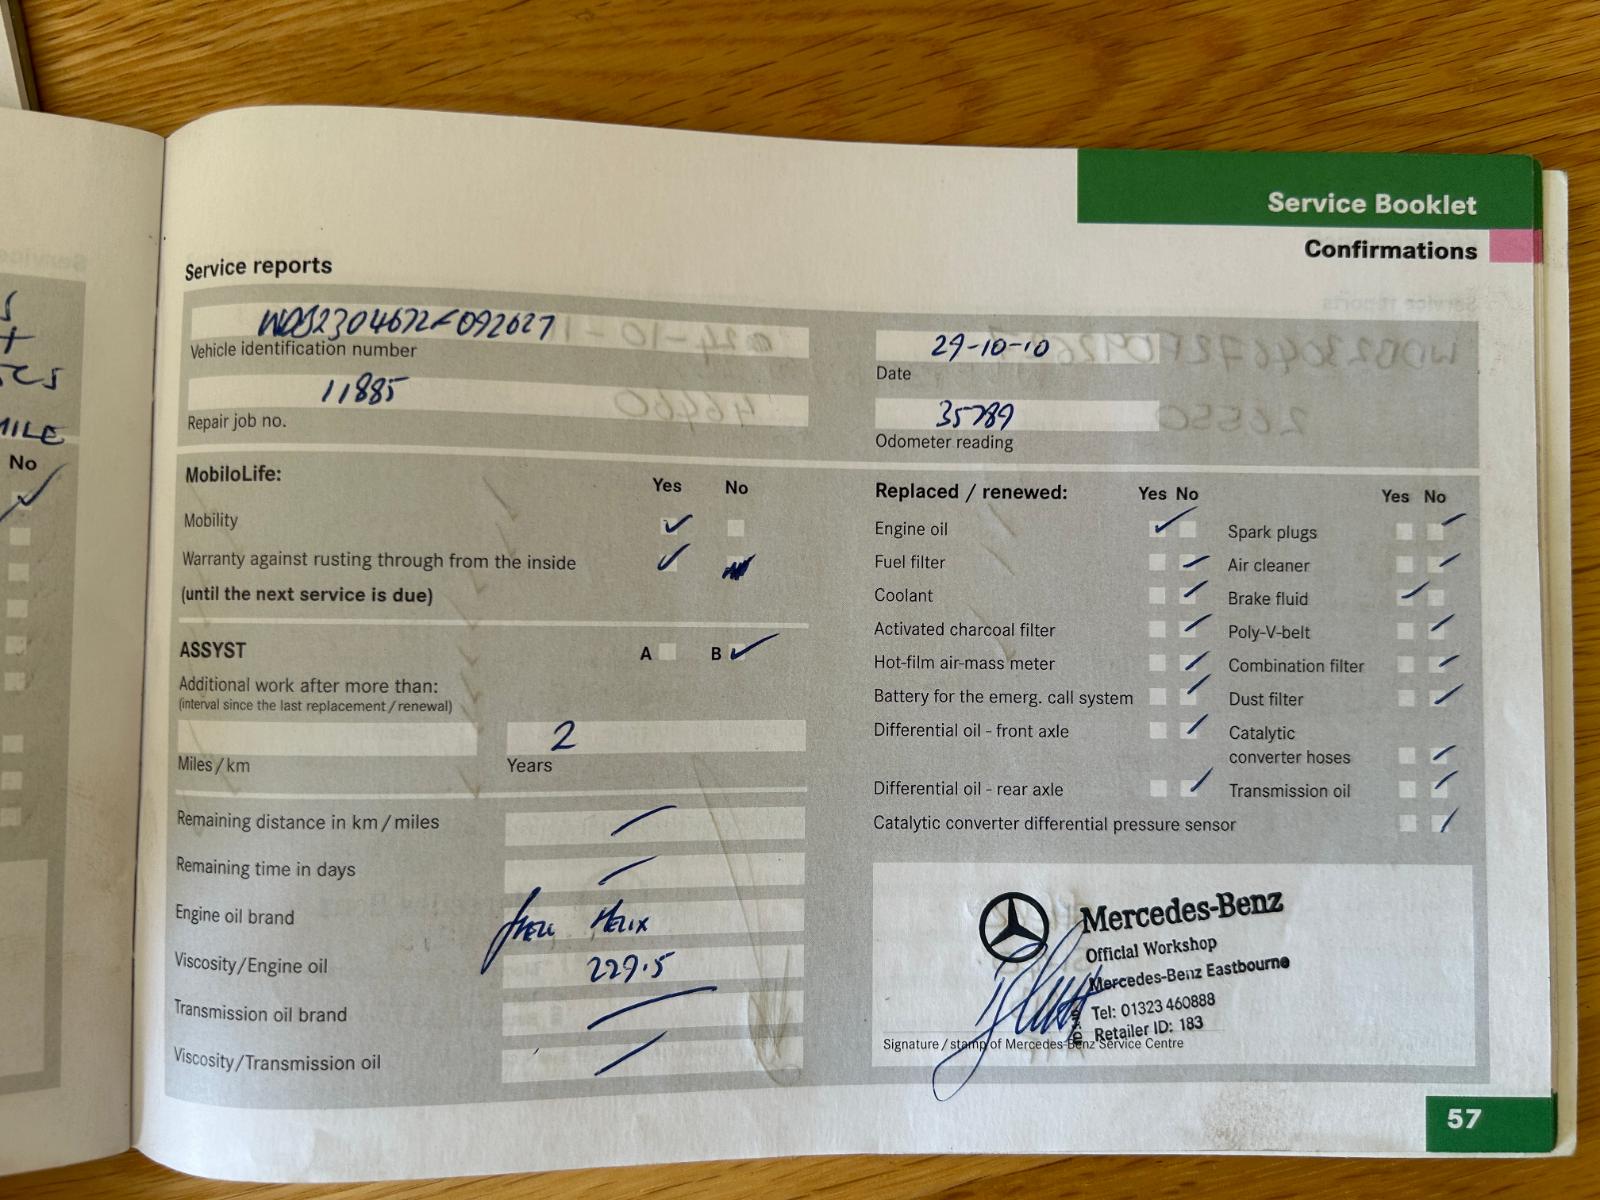 Service Booklet
Confirmations
Service reports
WDB2304672F092627
Vehicle identification number
29-10-10
Date
11885
Repair job no.
35789
Odometer reading
MobiloLife:
Yes No
Mobility
Warranty against rusting through from the inside
(until the next service is due)
ASSYST
A B
Additional work after more than:
(interval since the last replacement / renewal)
2
Miles / km
Years
Remaining distance in km / miles
Remaining time in days
Engine oil brand
Shell Helix
Viscosity/Engine oil
229.5
Transmission oil brand
Viscosity/Transmission oil
Replaced / renewed:
Yes No
Yes No
Engine oil
Spark plugs
Fuel filter
Air cleaner
Coolant
Brake fluid
Activated charcoal filter
Poly-V-belt
Hot-film air-mass meter
Combination filter
Battery for the emerg. call system
Dust filter
Differential oil - front axle
Catalytic
converter hoses
Differential oil - rear axle
Transmission oil
Catalytic converter differential pressure sensor
Mercedes-Benz
Official Workshop
Mercedes-Benz Eastbourne
Tel: 01323 460888
Retailer ID: 183
Signature / stamp of Mercedes-Benz Service Centre
57
No